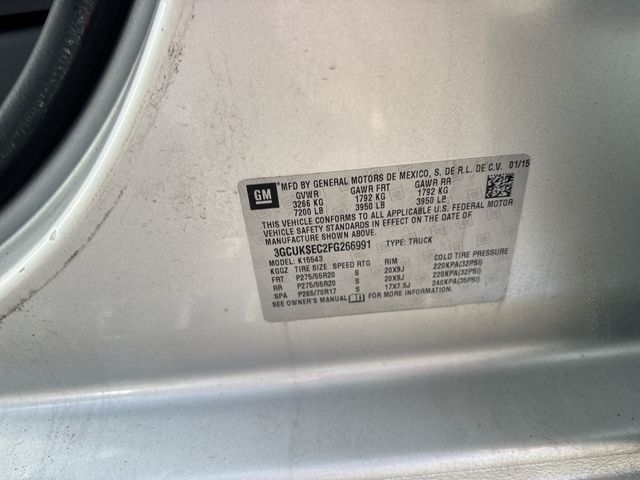 GM
MFD BY GENERAL MOTORS DE MEXICO, S. DE R.L. DE C.V. 01/15
GVWR GAWR FRT GAWR RR
3266 KG 1792 KG 1792 KG
7200 LB 3950 LB 3950 LB
THIS VEHICLE CONFORMS TO ALL APPLICABLE U.S. FEDERAL MOTOR
VEHICLE SAFETY STANDARDS IN EFFECT ON THE DATE OF
MANUFACTURE SHOWN ABOVE.
3GCUKSEC2FG266991 TYPE: TRUCK
MODEL: K15543
KGGZ TIRE SIZE SPEED RTG RIM COLD TIRE PRESSURE
FRT P275/55R20 S 20X9J 220KPA(32PSI)
RR P275/55R20 S 20X9J 220KPA(32PSI)
SPA P265/70R17 S 17X7.5J 240KPA(35PSI)
SEE OWNER'S MANUAL FOR MORE INFORMATION.